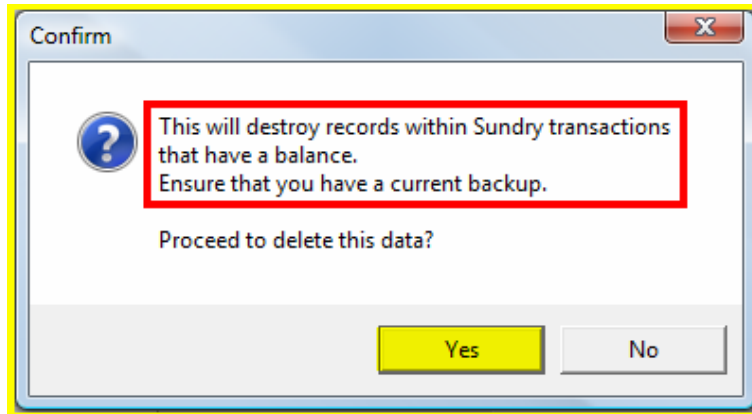 Confirm
This will destroy records within Sundry transactions
that have a balance.
Ensure that you have a current backup.
Proceed to delete this data?
Yes
No